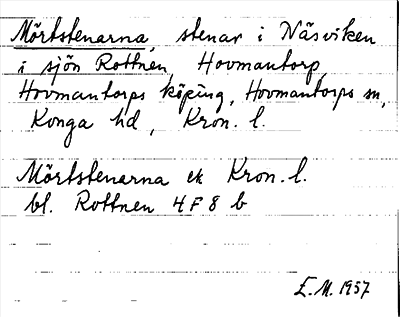 Mörtstenarna, stenar i Näsviken
i sjön Rottnen, Hovmantorp,
Hovmantorps köping, Hovmantorps sn,
Konga hd, Kron. l.
Mörtstenarna ek Kron. l.
bl. Rottnen 4 F 8 b
E.M. 1957